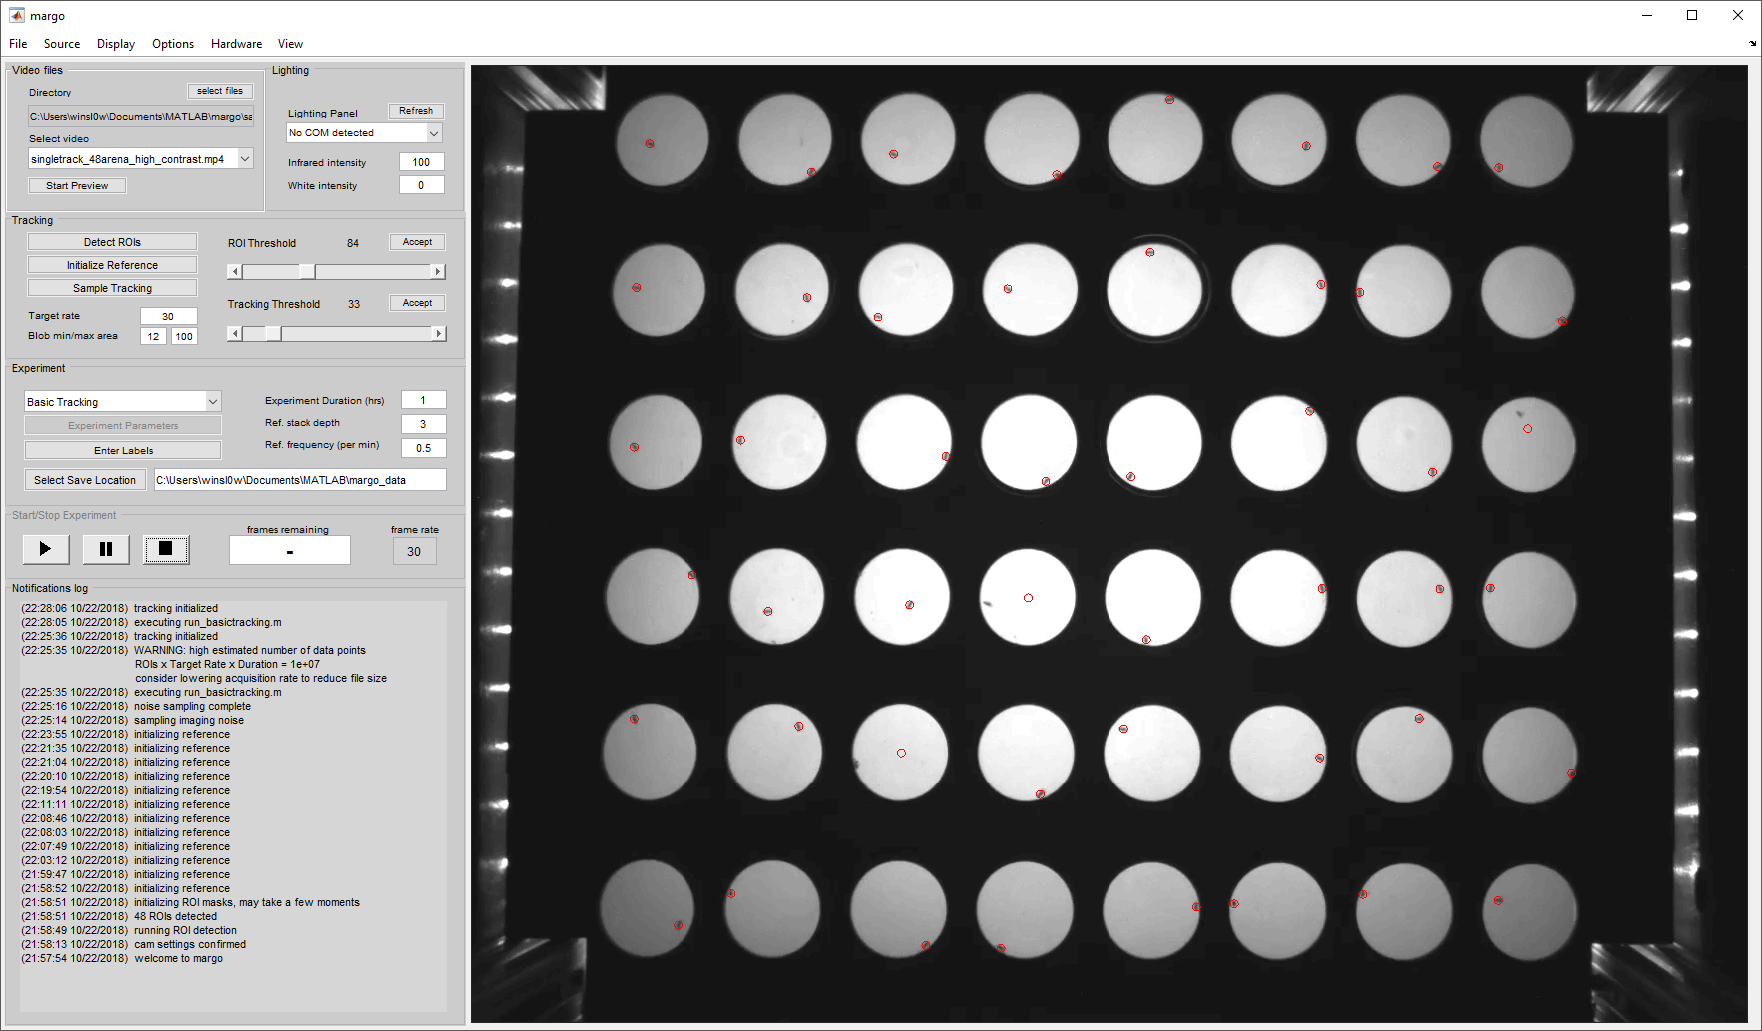 margo
File Source Display Options Hardware View
Video files
Directory
select files
C:\Users\winsl0w\Documents\MATLAB\margo\sa
Select video
singletrack_48arena_high_contrast.mp4
Start Preview
Lighting
Lighting Panel
Refresh
No COM detected
Infrared intensity 100
White intensity 0
Tracking
Detect ROIs
Initialize Reference
Sample Tracking
Target rate 30
Blob min/max area 12 100
ROI Threshold 84 Accept
Tracking Threshold 33 Accept
Experiment
Basic Tracking
Experiment Parameters
Enter Labels
Experiment Duration (hrs) 1
Ref. stack depth 3
Ref. frequency (per min) 0.5
Select Save Location C:\Users\winsl0w\Documents\MATLAB\margo_data
Start/Stop Experiment
frames remaining
-
frame rate
30
Notifications log
(22:28:06 10/22/2018) tracking initialized
(22:28:05 10/22/2018) executing run_basictracking.m
(22:25:36 10/22/2018) tracking initialized
(22:25:35 10/22/2018) WARNING: high estimated number of data points
ROIs x Target Rate x Duration = 1e+07
consider lowering acquisition rate to reduce file size
(22:25:35 10/22/2018) executing run_basictracking.m
(22:25:16 10/22/2018) noise sampling complete
(22:25:14 10/22/2018) sampling imaging noise
(22:23:55 10/22/2018) initializing reference
(22:21:35 10/22/2018) initializing reference
(22:21:04 10/22/2018) initializing reference
(22:20:10 10/22/2018) initializing reference
(22:19:54 10/22/2018) initializing reference
(22:11:11 10/22/2018) initializing reference
(22:08:46 10/22/2018) initializing reference
(22:08:03 10/22/2018) initializing reference
(22:07:49 10/22/2018) initializing reference
(22:03:12 10/22/2018) initializing reference
(21:59:47 10/22/2018) initializing reference
(21:58:52 10/22/2018) initializing reference
(21:58:51 10/22/2018) initializing ROI masks, may take a few moments
(21:58:51 10/22/2018) 48 ROIs detected
(21:58:49 10/22/2018) running ROI detection
(21:58:13 10/22/2018) cam settings confirmed
(21:57:54 10/22/2018) welcome to margo